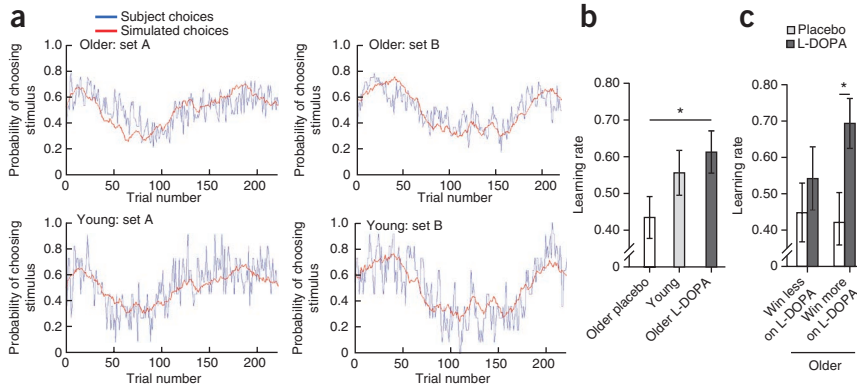 a
Subject choices
Simulated choices
Older: set A
Probability of choosing
stimulus
1.0
0.8
0.6
0.4
0.2
0
0 50 100 150 200
Trial number
Older: set B
Probability of choosing
stimulus
1.0
0.8
0.6
0.4
0.2
0
0 50 100 150 200
Trial number
Young: set A
Probability of choosing
stimulus
1.0
0.8
0.6
0.4
0.2
0
0 50 100 150 200
Trial number
Young: set B
Probability of choosing
stimulus
1.0
0.8
0.6
0.4
0.2
0
0 50 100 150 200
Trial number
b
Learning rate
0.80
0.70
0.60
0.50
0.40
0
*
Older placebo
Young
Older L-DOPA
c
Placebo
L-DOPA
Learning rate
0.80
0.70
0.60
0.50
0.40
0
*
Win less
on L-DOPA
Win more
on L-DOPA
Older